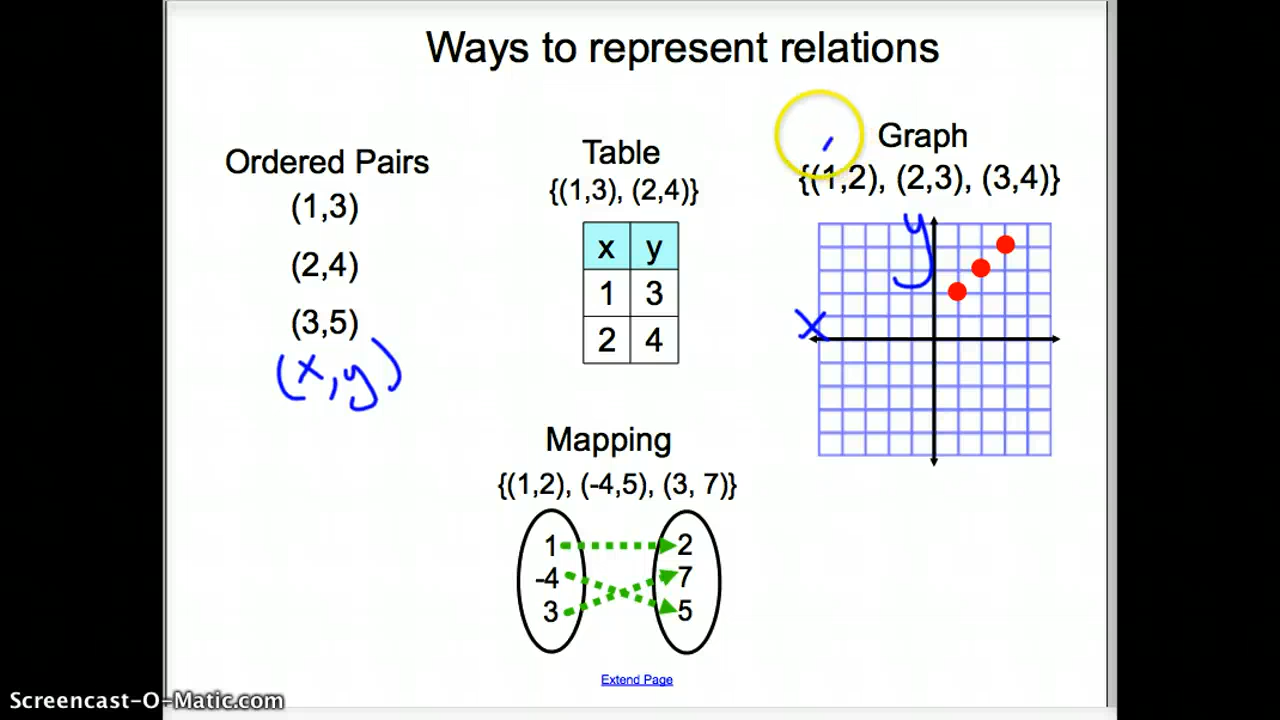 Ways to represent relations
Ordered Pairs
(1,3)
(2,4)
(3,5)
(x,y)
Table
{(1,3), (2,4)}
x y
1 3
2 4
Graph
{(1,2), (2,3), (3,4)}
y
x
Mapping
{(1,2), (-4,5), (3, 7)}
1 2
-4 7
3 5
Extend Page
Screencast-O-Matic.com